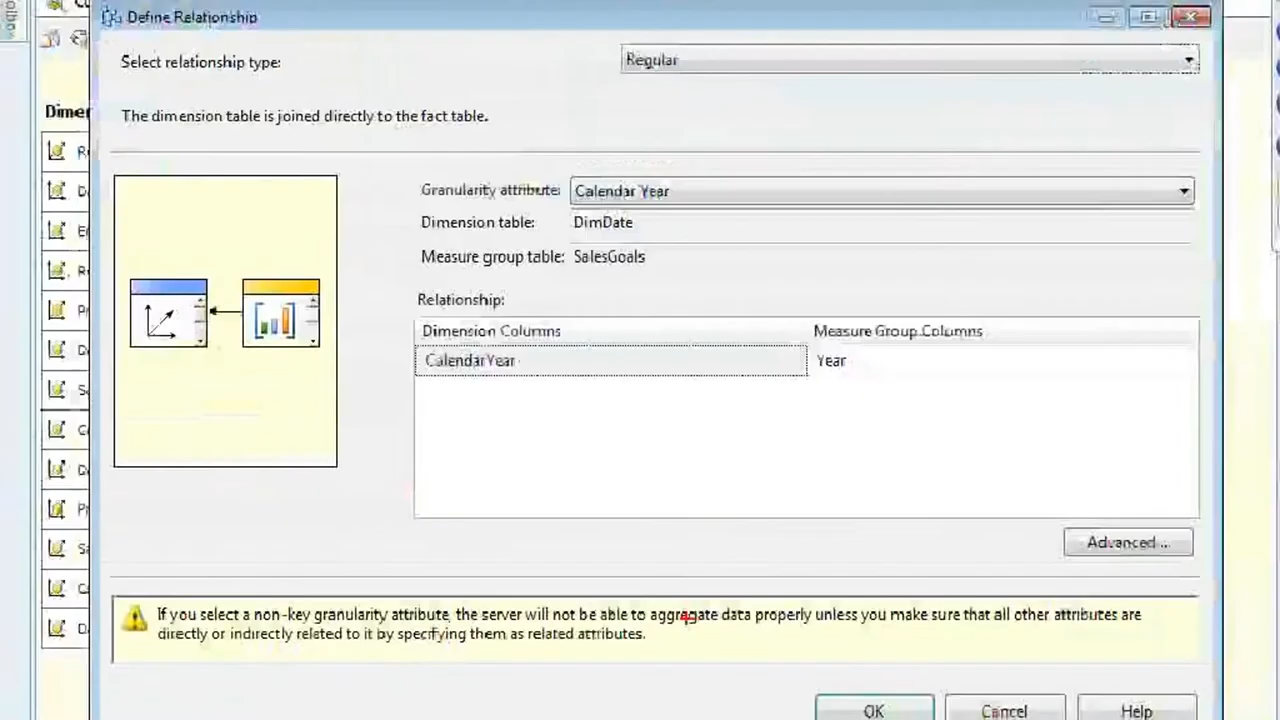 Define Relationship
Select relationship type:
Regular
The dimension table is joined directly to the fact table.
Granularity attribute:
Calendar Year
Dimension table:
DimDate
Measure group table:
SalesGoals
Relationship:
Dimension Columns
Measure Group Columns
CalendarYear
Year
Advanced ...
If you select a non-key granularity attribute, the server will not be able to aggregate data properly unless you make sure that all other attributes are
directly or indirectly related to it by specifying them as related attributes.
OK
Cancel
Help